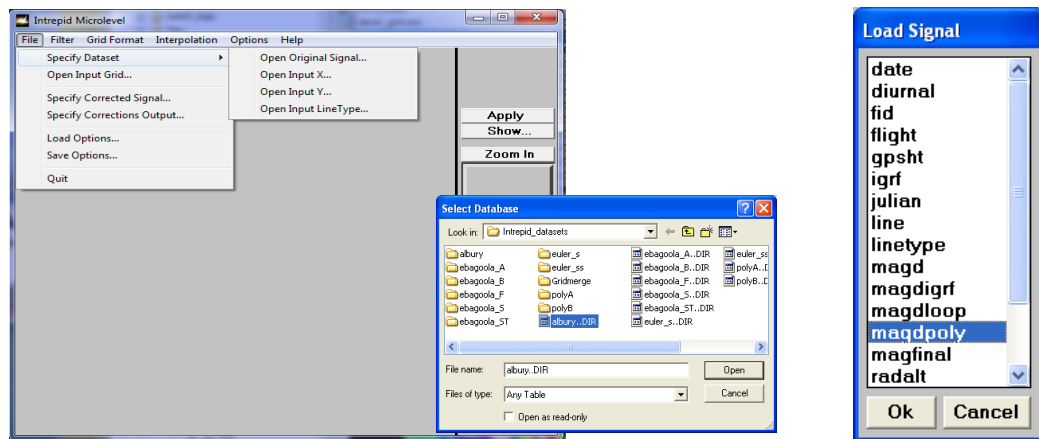 Intrepid Microlevel
File Filter Grid Format Interpolation Options Help
Specify Dataset
Open Input Grid...
Specify Corrected Signal...
Specify Corrections Output...
Load Options...
Save Options...
Quit
Open Original Signal...
Open Input X...
Open Input Y...
Open Input LineType...
Apply
Show...
Zoom In
Select Database
Look in: Intrepid_datasets
albury
ebagoola_A
ebagoola_B
ebagoola_F
ebagoola_S
ebagoola_ST
euler_s
euler_ss
Gridmerge
polyA
polyB
albury..DIR
ebagoola_A..DIR
ebagoola_B..DIR
ebagoola_F..DIR
ebagoola_S..DIR
ebagoola_ST..DIR
euler_s..DIR
euler_ss
polyA..D
polyB..D
File name: albury..DIR
Open
Files of type: Any Table
Cancel
Open as read-only
Load Signal
date
diurnal
fid
flight
gpsht
igrf
julian
line
linetype
magd
magdigrf
magdloop
magdpoly
magfinal
radalt
Ok Cancel